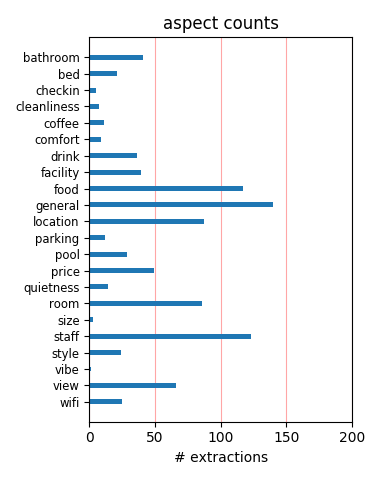 aspect counts
bathroom
bed
checkin
cleanliness
coffee
comfort
drink
facility
food
general
location
parking
pool
price
quietness
room
size
staff
style
vibe
view
wifi
0 50 100 150 200
# extractions